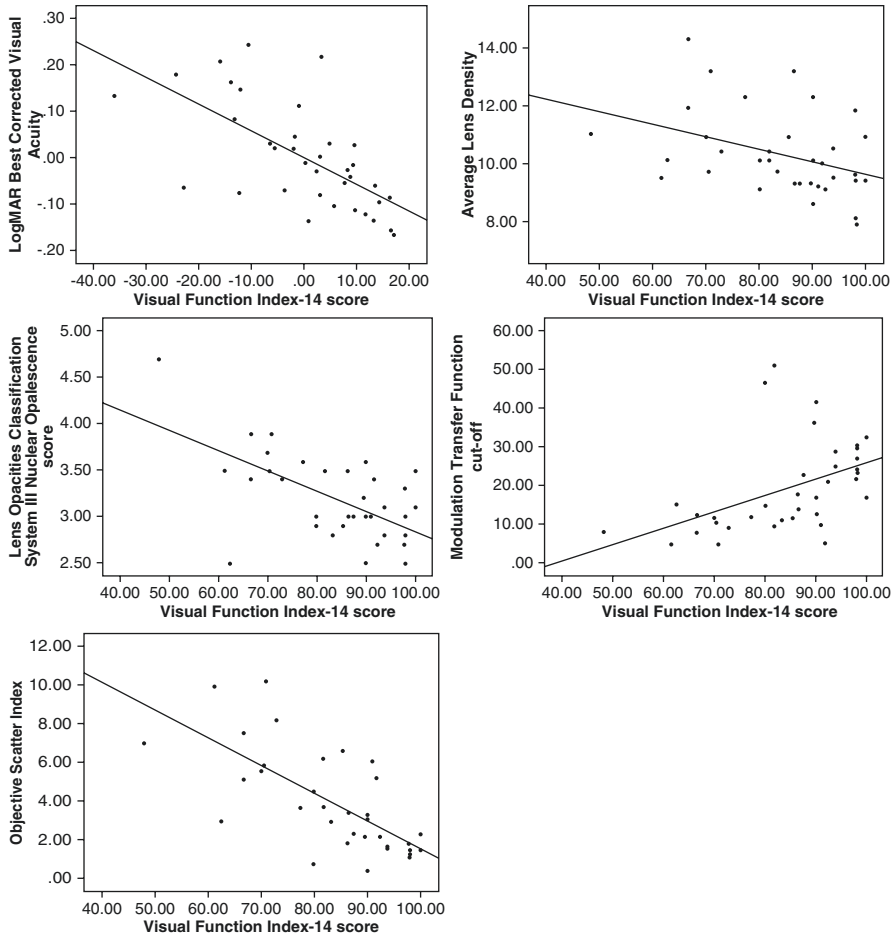 LogMAR Best Corrected Visual
Acuity
.30
.20
.10
.00
-.10
-.20
-40.00 -30.00 -20.00 -10.00 .00 10.00 20.00
Visual Function Index-14 score
Average Lens Density
14.00
12.00
10.00
8.00
40.00 50.00 60.00 70.00 80.00 90.00 100.00
Visual Function Index-14 score
Lens Opacities Classification
System III Nuclear Opalescence
score
5.00
4.50
4.00
3.50
3.00
2.50
40.00 50.00 60.00 70.00 80.00 90.00 100.00
Visual Function Index-14 score
Modulation Transfer Function
cut-off
60.00
50.00
40.00
30.00
20.00
10.00
.00
40.00 50.00 60.00 70.00 80.00 90.00 100.00
Visual Function Index-14 score
Objective Scatter Index
12.00
10.00
8.00
6.00
4.00
2.00
.00
40.00 50.00 60.00 70.00 80.00 90.00 100.00
Visual Function Index-14 score